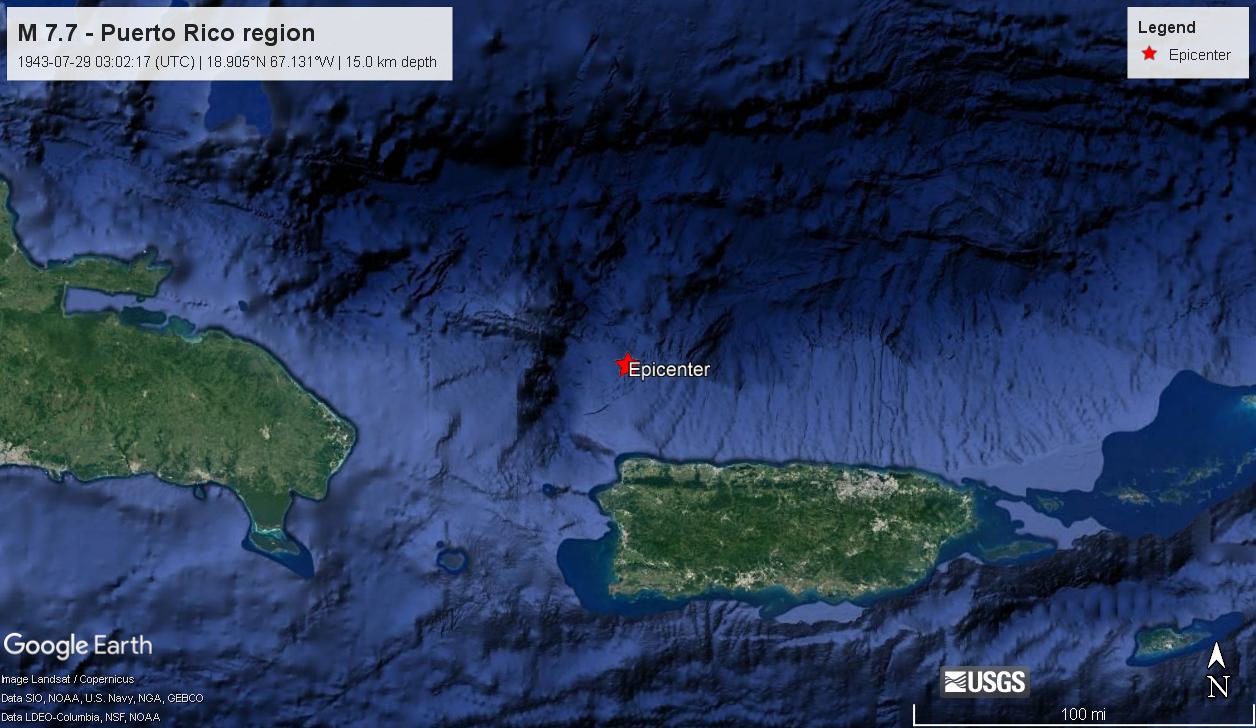 M 7.7 - Puerto Rico region
1943-07-29 03:02:17 (UTC) | 18.905°N 67.131°W | 15.0 km depth
Legend
Epicenter
Epicenter
Google Earth
Image Landsat / Copernicus
Data SIO, NOAA, U.S. Navy, NGA, GEBCO
Data LDEO-Columbia, NSF, NOAA
USGS
N
100 mi